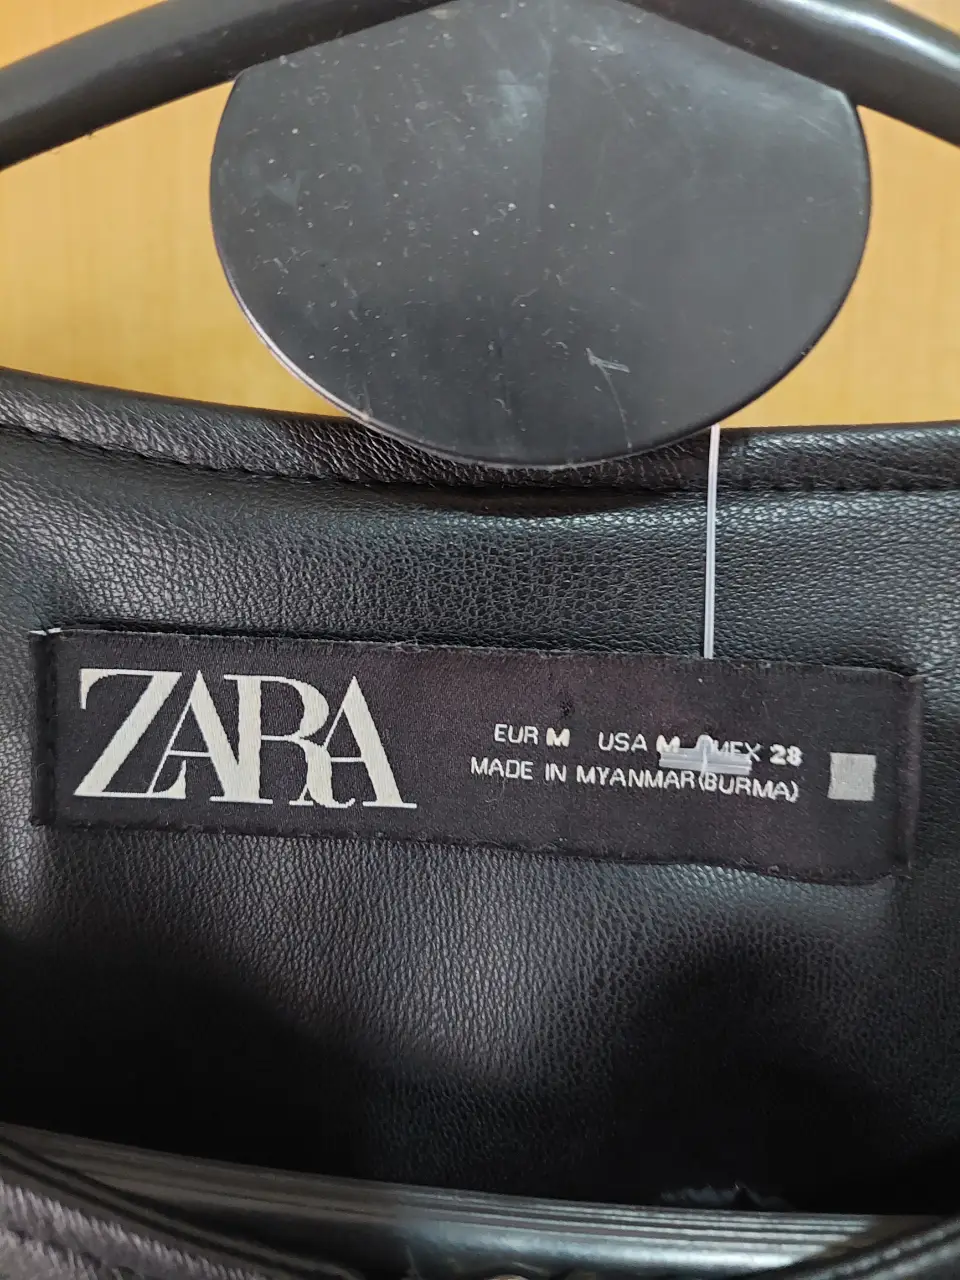 ZARA
EUR M USA M MEX 28
MADE IN MYANMAR (BURMA)